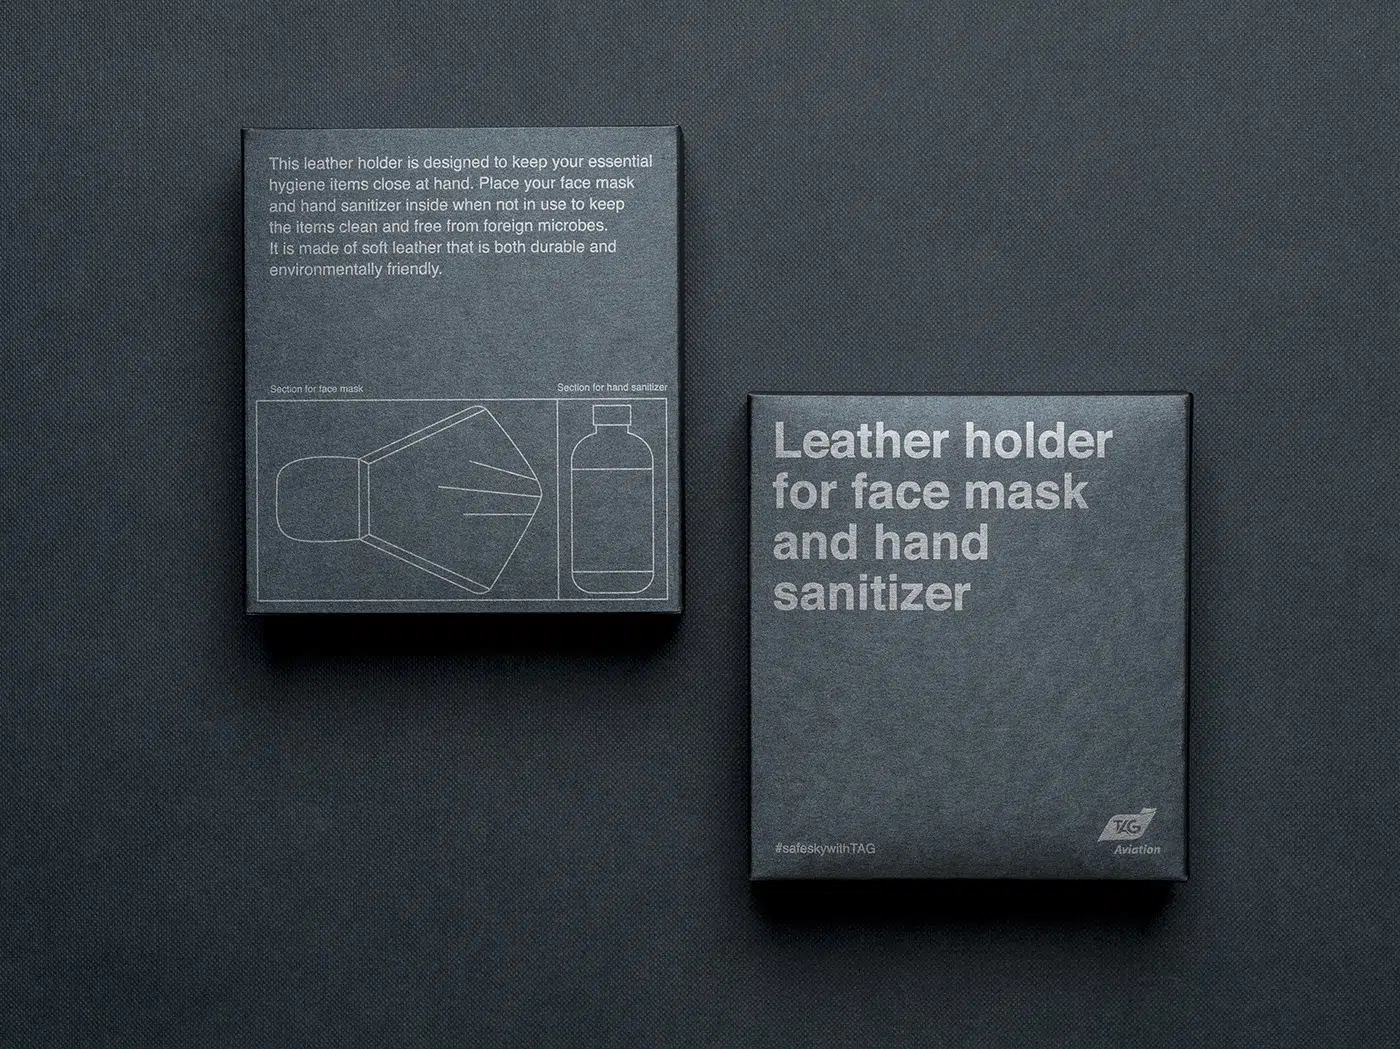 This leather holder is designed to keep your essential
hygiene items close at hand. Place your face mask
and hand sanitizer inside when not in use to keep
the items clean and free from foreign microbes.
It is made of soft leather that is both durable and
environmentally friendly.
Section for face mask
Section for hand sanitizer
Leather holder
for face mask
and hand
sanitizer
#safeskywithTAG
TAG
Aviation